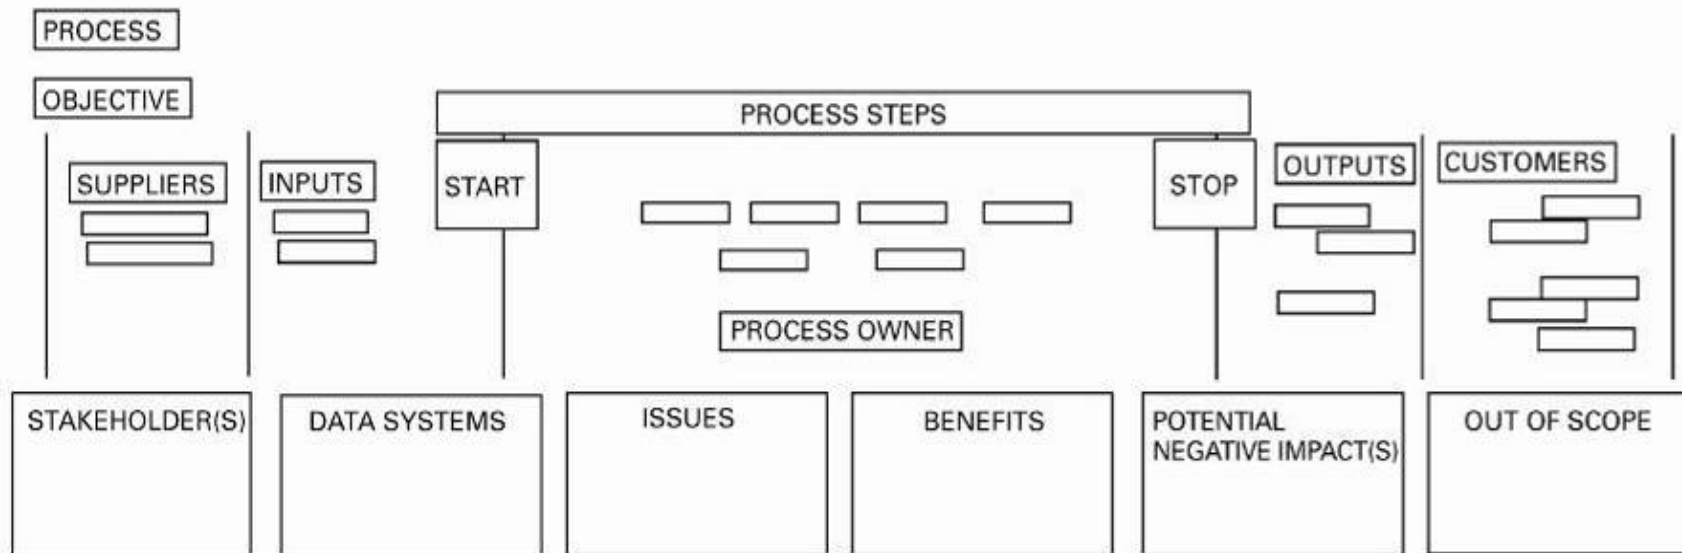 PROCESS
OBJECTIVE
PROCESS STEPS
SUPPLIERS
INPUTS
START
STOP
OUTPUTS
CUSTOMERS
PROCESS OWNER
STAKEHOLDER(S)
DATA SYSTEMS
ISSUES
BENEFITS
POTENTIAL
NEGATIVE IMPACT(S)
OUT OF SCOPE